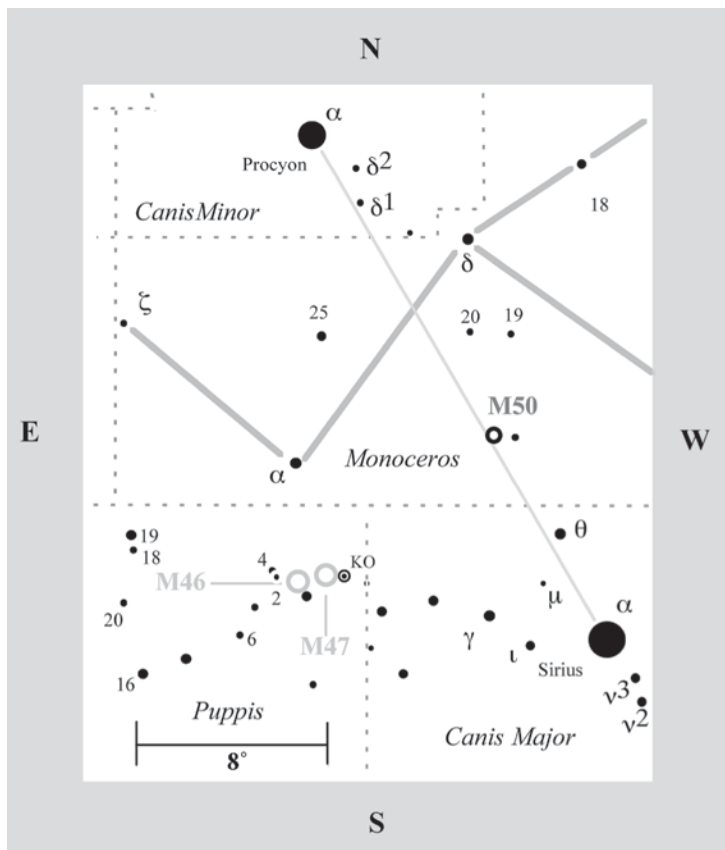 N
α
Procyon
δ2
δ1
Canis Minor
18
δ
ζ
25
20
19
M50
E
W
α
Monoceros
19
18
θ
4
KO
M46
2
μ
α
20
M47
γ
ι
Sirius
6
16
ν3
ν2
Puppis
Canis Major
8°
S